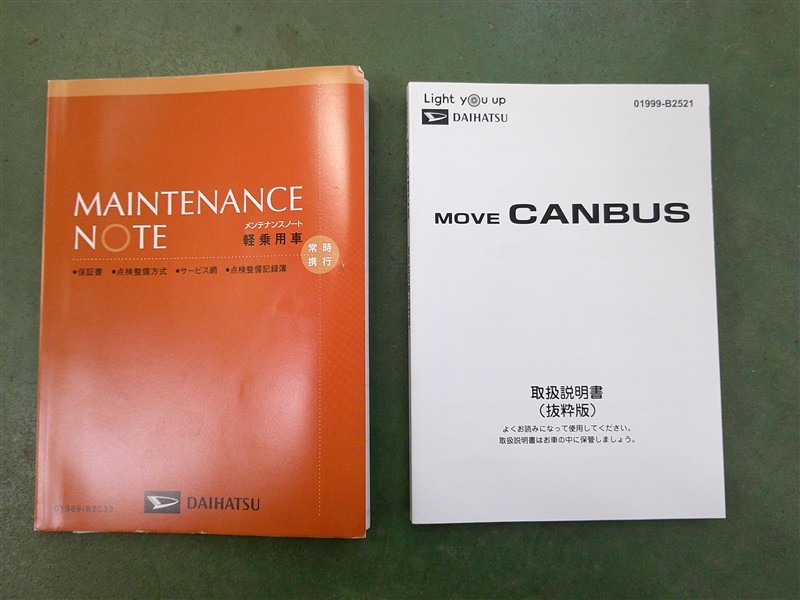 MAINTENANCE
NOTE
メンテナンスノート
軽乗用車
常時
携行
●保証書 ●点検整備方式 ●サービス網 ●点検整備記録簿
DAIHATSU
Light you up
DAIHATSU
01999-B2521
MOVE CANBUS
取扱説明書
(抜粋版)
よくお読みになって使用してください。
取扱説明書はお車の中に保管しましょう。